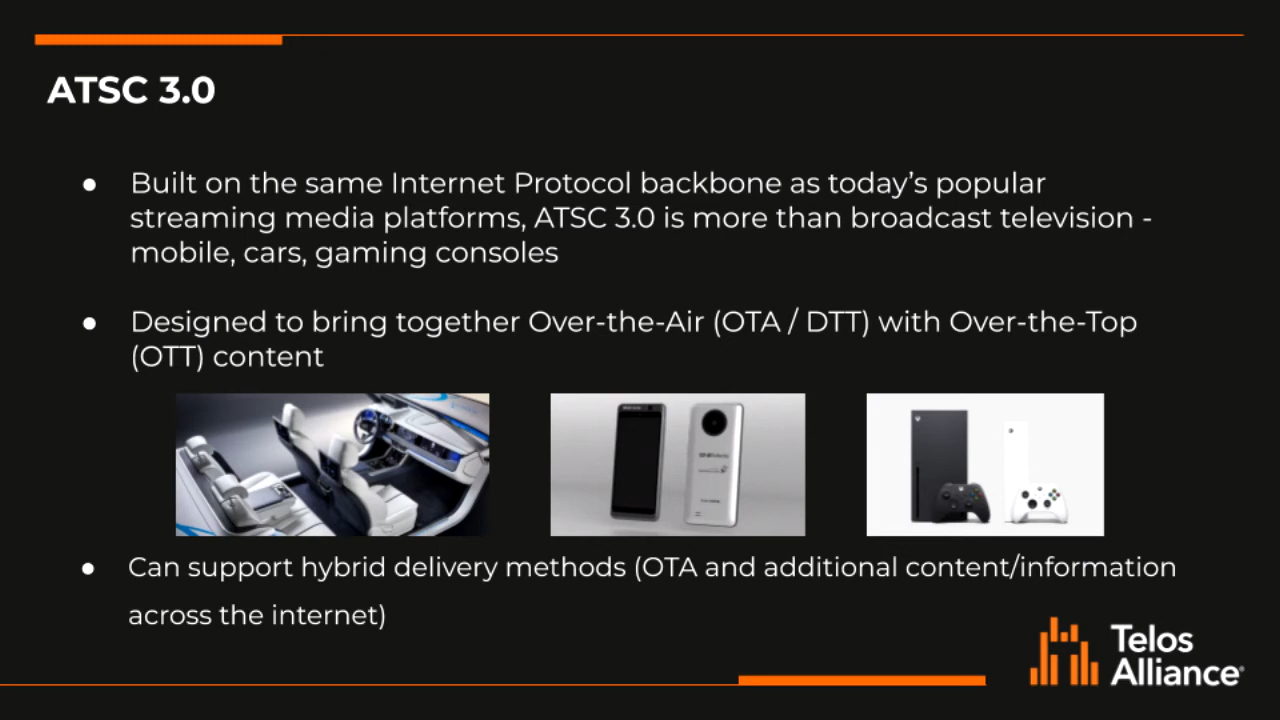 ATSC 3.0
● Built on the same Internet Protocol backbone as today’s popular
streaming media platforms, ATSC 3.0 is more than broadcast television -
mobile, cars, gaming consoles
● Designed to bring together Over-the-Air (OTA / DTT) with Over-the-Top
(OTT) content
● Can support hybrid delivery methods (OTA and additional content/information
across the internet)
Telos
Alliance